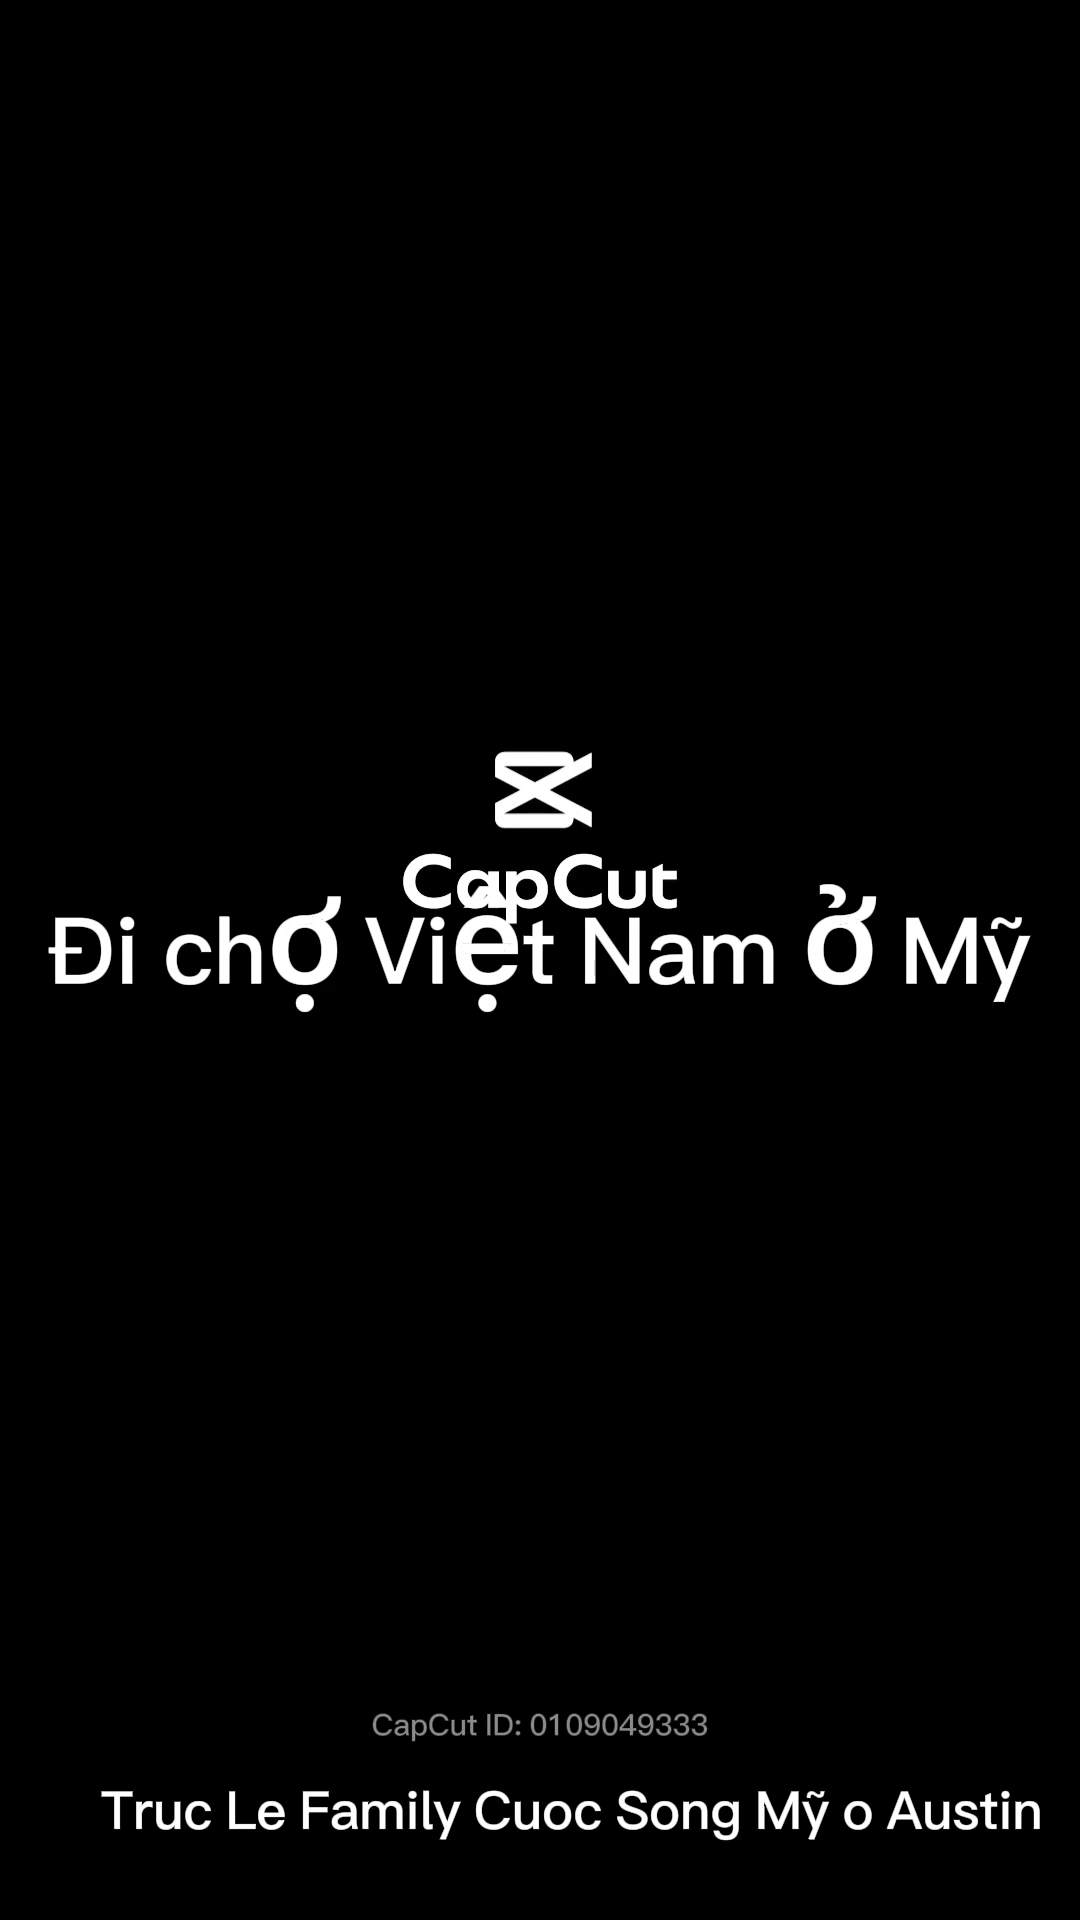 CapCut
Đi chợ Việt Nam ở Mỹ
CapCut ID: 0109049333
Truc Le Family Cuoc Song Mỹ o Austin